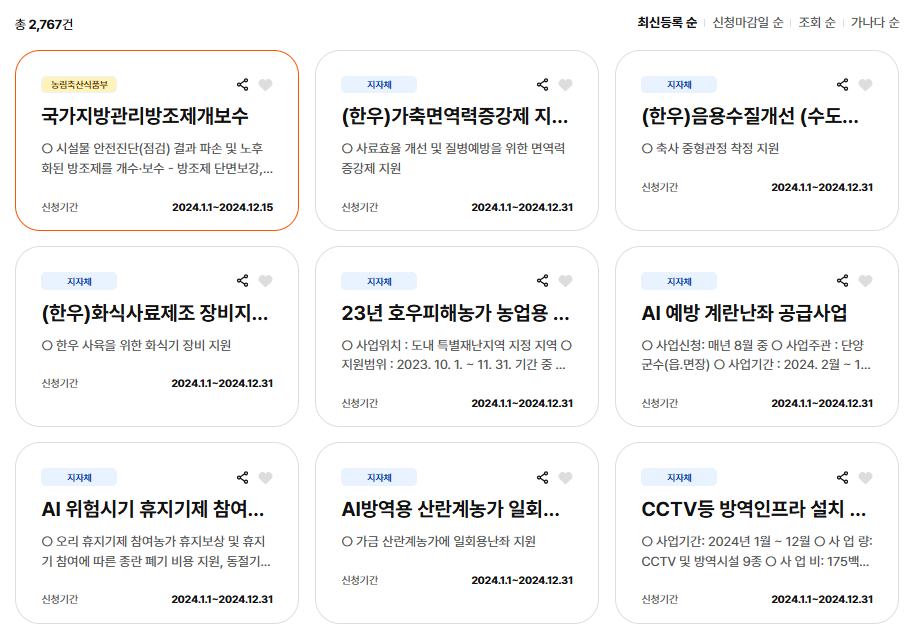 총 2,767건
최신등록 순 신청마감일 순 조회 순 가나다 순
농림축산식품부
국가지방관리방조제개보수
○ 시설물 안전진단(점검) 결과 파손 및 노후
화된 방조제를 개수·보수 - 방조제 단면보강,...
신청기간 2024.1.1~2024.12.15
지자체
(한우)가축면역력증강제 지...
○ 사료효율 개선 및 질병예방을 위한 면역력
증강제 지원
신청기간 2024.1.1~2024.12.31
지자체
(한우)음용수질개선 (수도...
○ 축사 중형관정 착정 지원
신청기간 2024.1.1~2024.12.31
지자체
(한우)화식사료제조 장비지...
○ 한우 사육을 위한 화식기 장비 지원
신청기간 2024.1.1~2024.12.31
지자체
23년 호우피해농가 농업용 ...
○ 사업위치 : 도내 특별재난지역 지정 지역 ○
지원범위 : 2023. 10. 1. ~ 11. 31. 기간 중 ...
신청기간 2024.1.1~2024.12.31
지자체
AI 예방 계란난좌 공급사업
○ 사업신청: 매년 8월 중 ○ 사업주관 : 단양
군수(읍.면장) ○ 사업기간 : 2024. 2월 ~ 1...
신청기간 2024.1.1~2024.12.31
지자체
AI 위험시기 휴지기제 참여...
○ 오리 휴지기제 참여농가 휴지보상 및 휴지
기 참여에 따른 종란 폐기 비용 지원, 동절기...
신청기간 2024.1.1~2024.12.31
지자체
AI방역용 산란계농가 일회...
○ 가금 산란계농가에 일회용난좌 지원
신청기간 2024.1.1~2024.12.31
지자체
CCTV등 방역인프라 설치 ...
○ 사업기간: 2024년 1월 ~ 12월 ○ 사 업 량:
CCTV 및 방역시설 9종 ○ 사 업 비: 175백...
신청기간 2024.1.1~2024.12.31